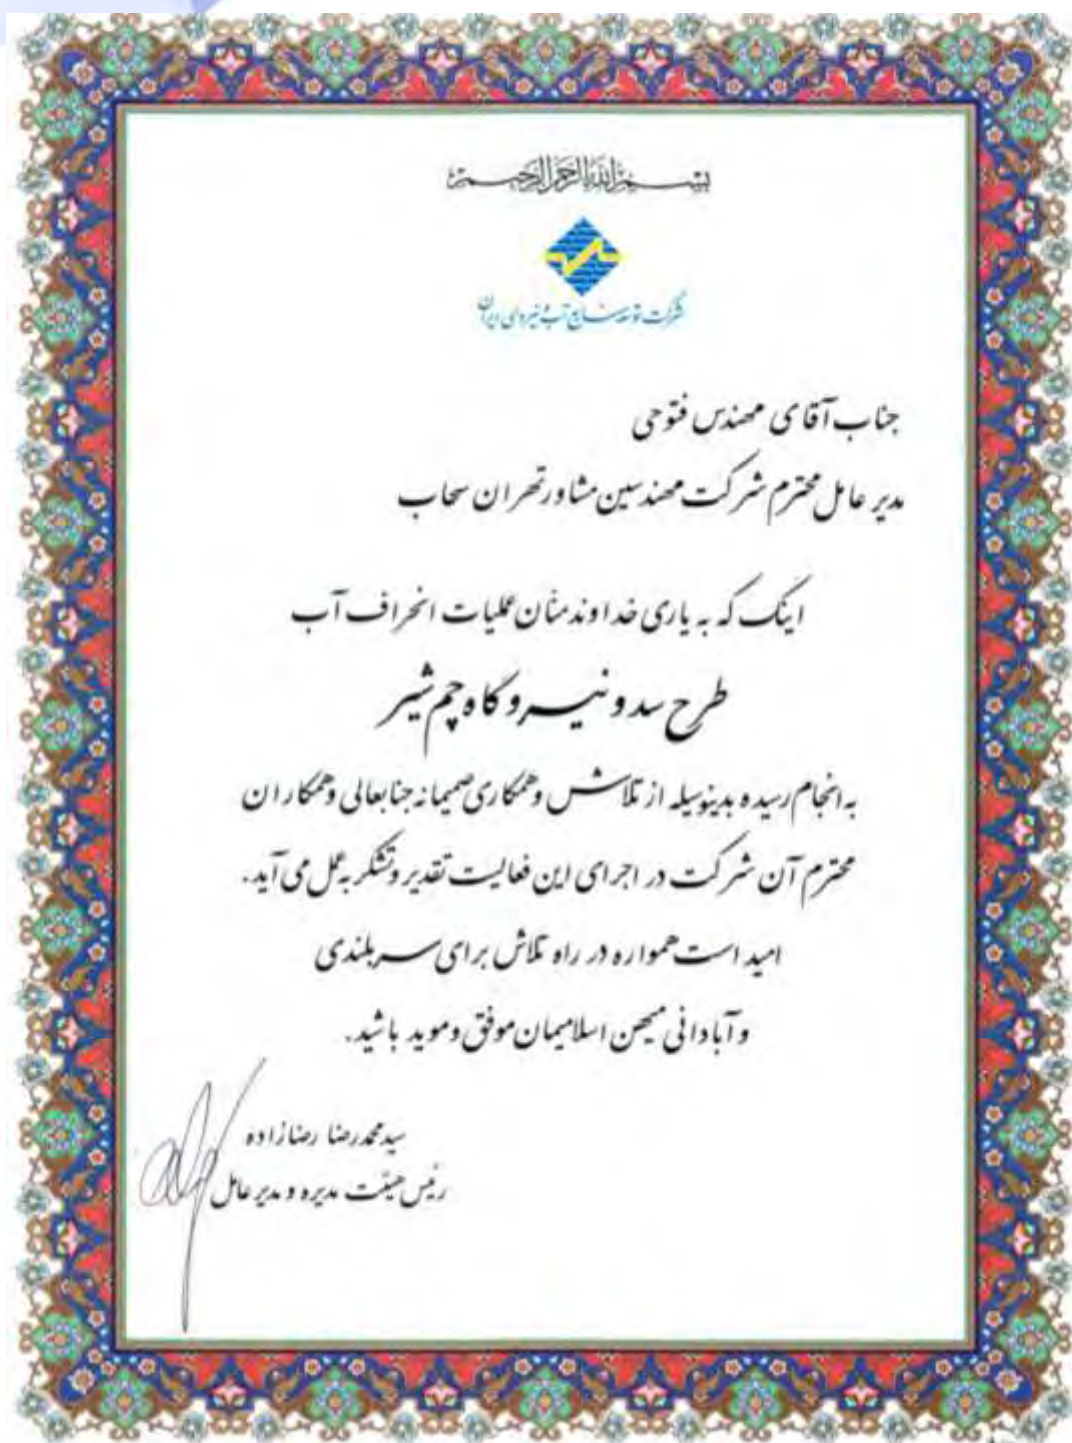 بسم الله الرحمن الرحیم
شرکت توسعه منابع آب و نیروی ایران
جناب آقای مهندس فتوحی
مدیر عامل محترم شرکت مهندسین مشاور تهران سحاب
اینک که به یاری خداوند منّان عملیات انحراف آب
طرح سد و نیروگاه چم شیر
به انجام رسیده بدینوسیله از تلاش و همکاری صمیمانه جنابعالی و همکاران
محترم آن شرکت در اجرای این فعالیت تقدیر و تشکر به عمل می آید.
امید است همواره در راه تلاش برای سربلندی
و آبادانی میهن اسلامیمان موفق و موید باشید.
سیدمحمدرضا رضازاده
رئیس هیئت مدیره و مدیر عامل